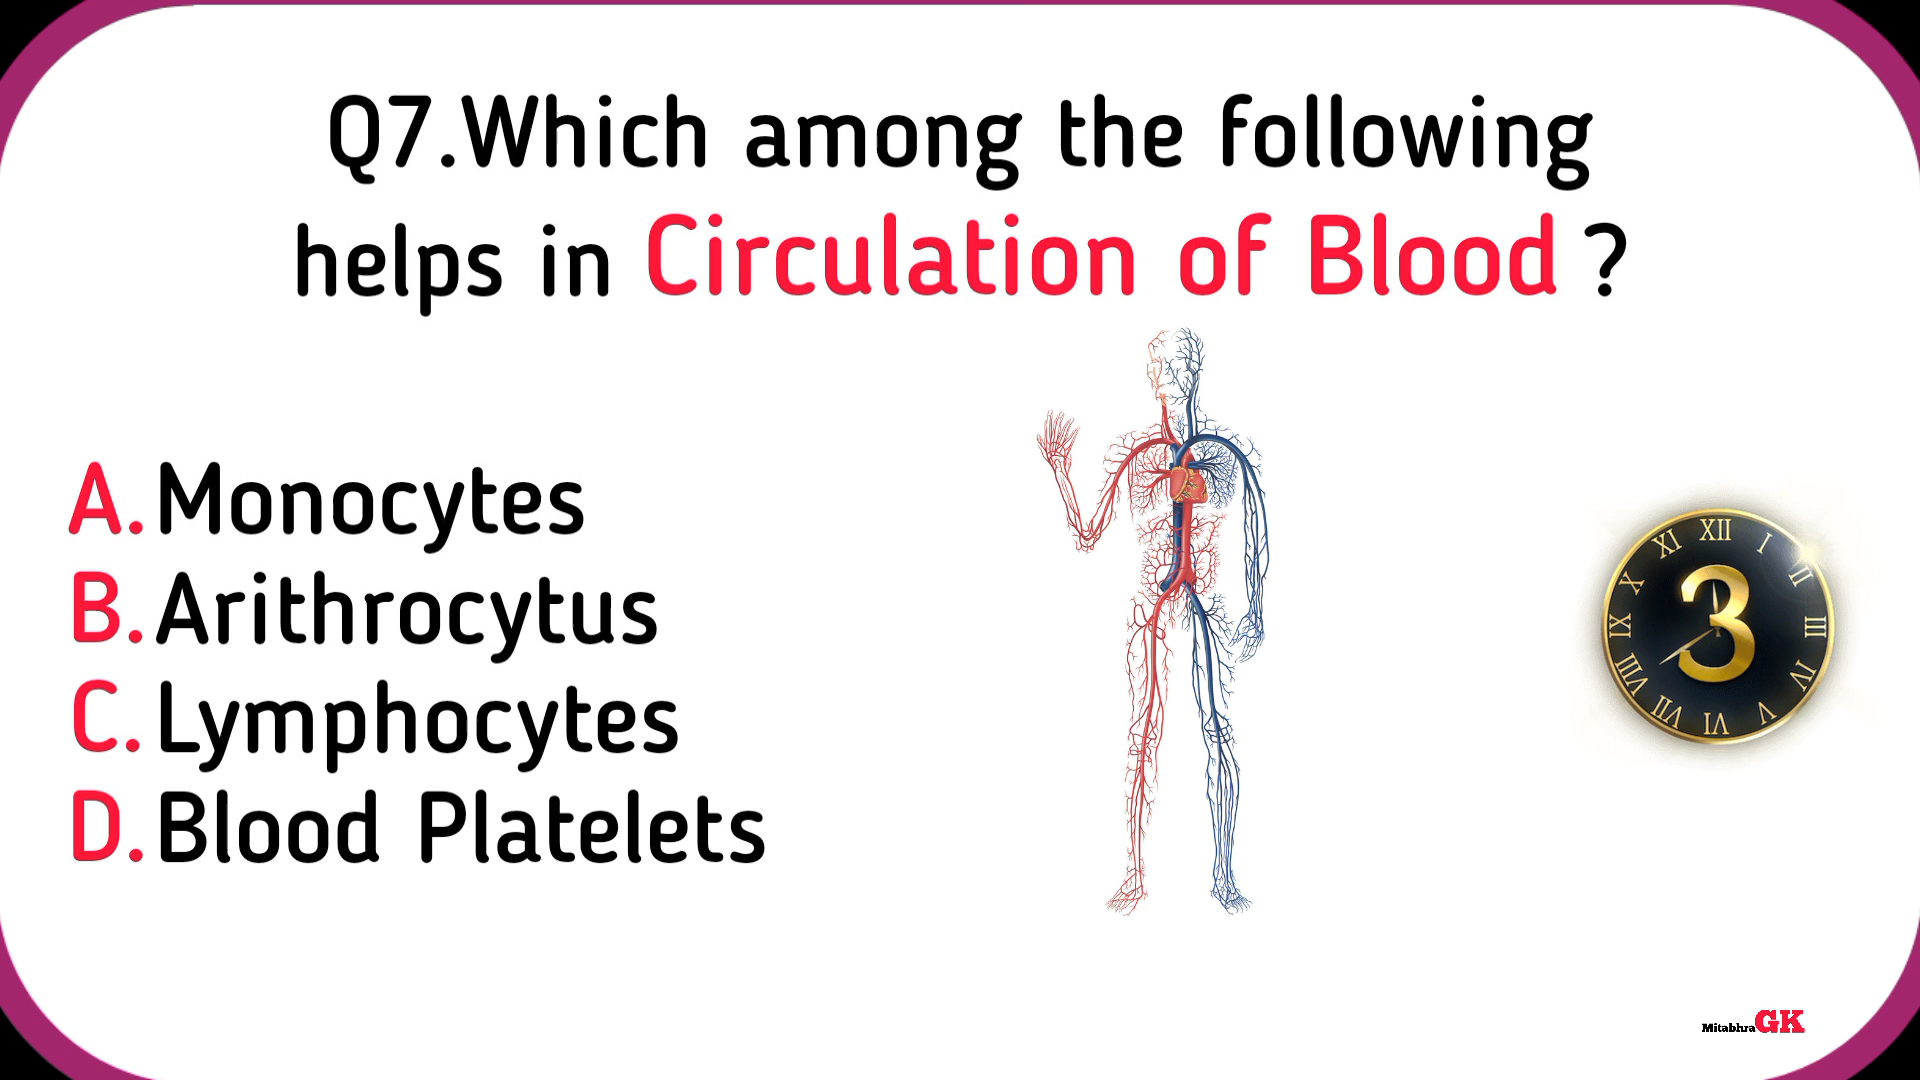 Q7.Which among the following
helps in Circulation of Blood ?
A. Monocytes
B. Arithrocytus
C. Lymphocytes
D. Blood Platelets
XII
I
II
III
IV
V
VI
VII
VIII
IX
X
XI
3
MitabhraGK